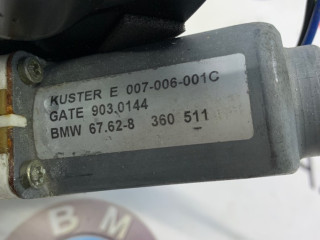 KUSTER E 007-006-001C
GATE 903.0144
BMW 67.62-8 360 511
B M